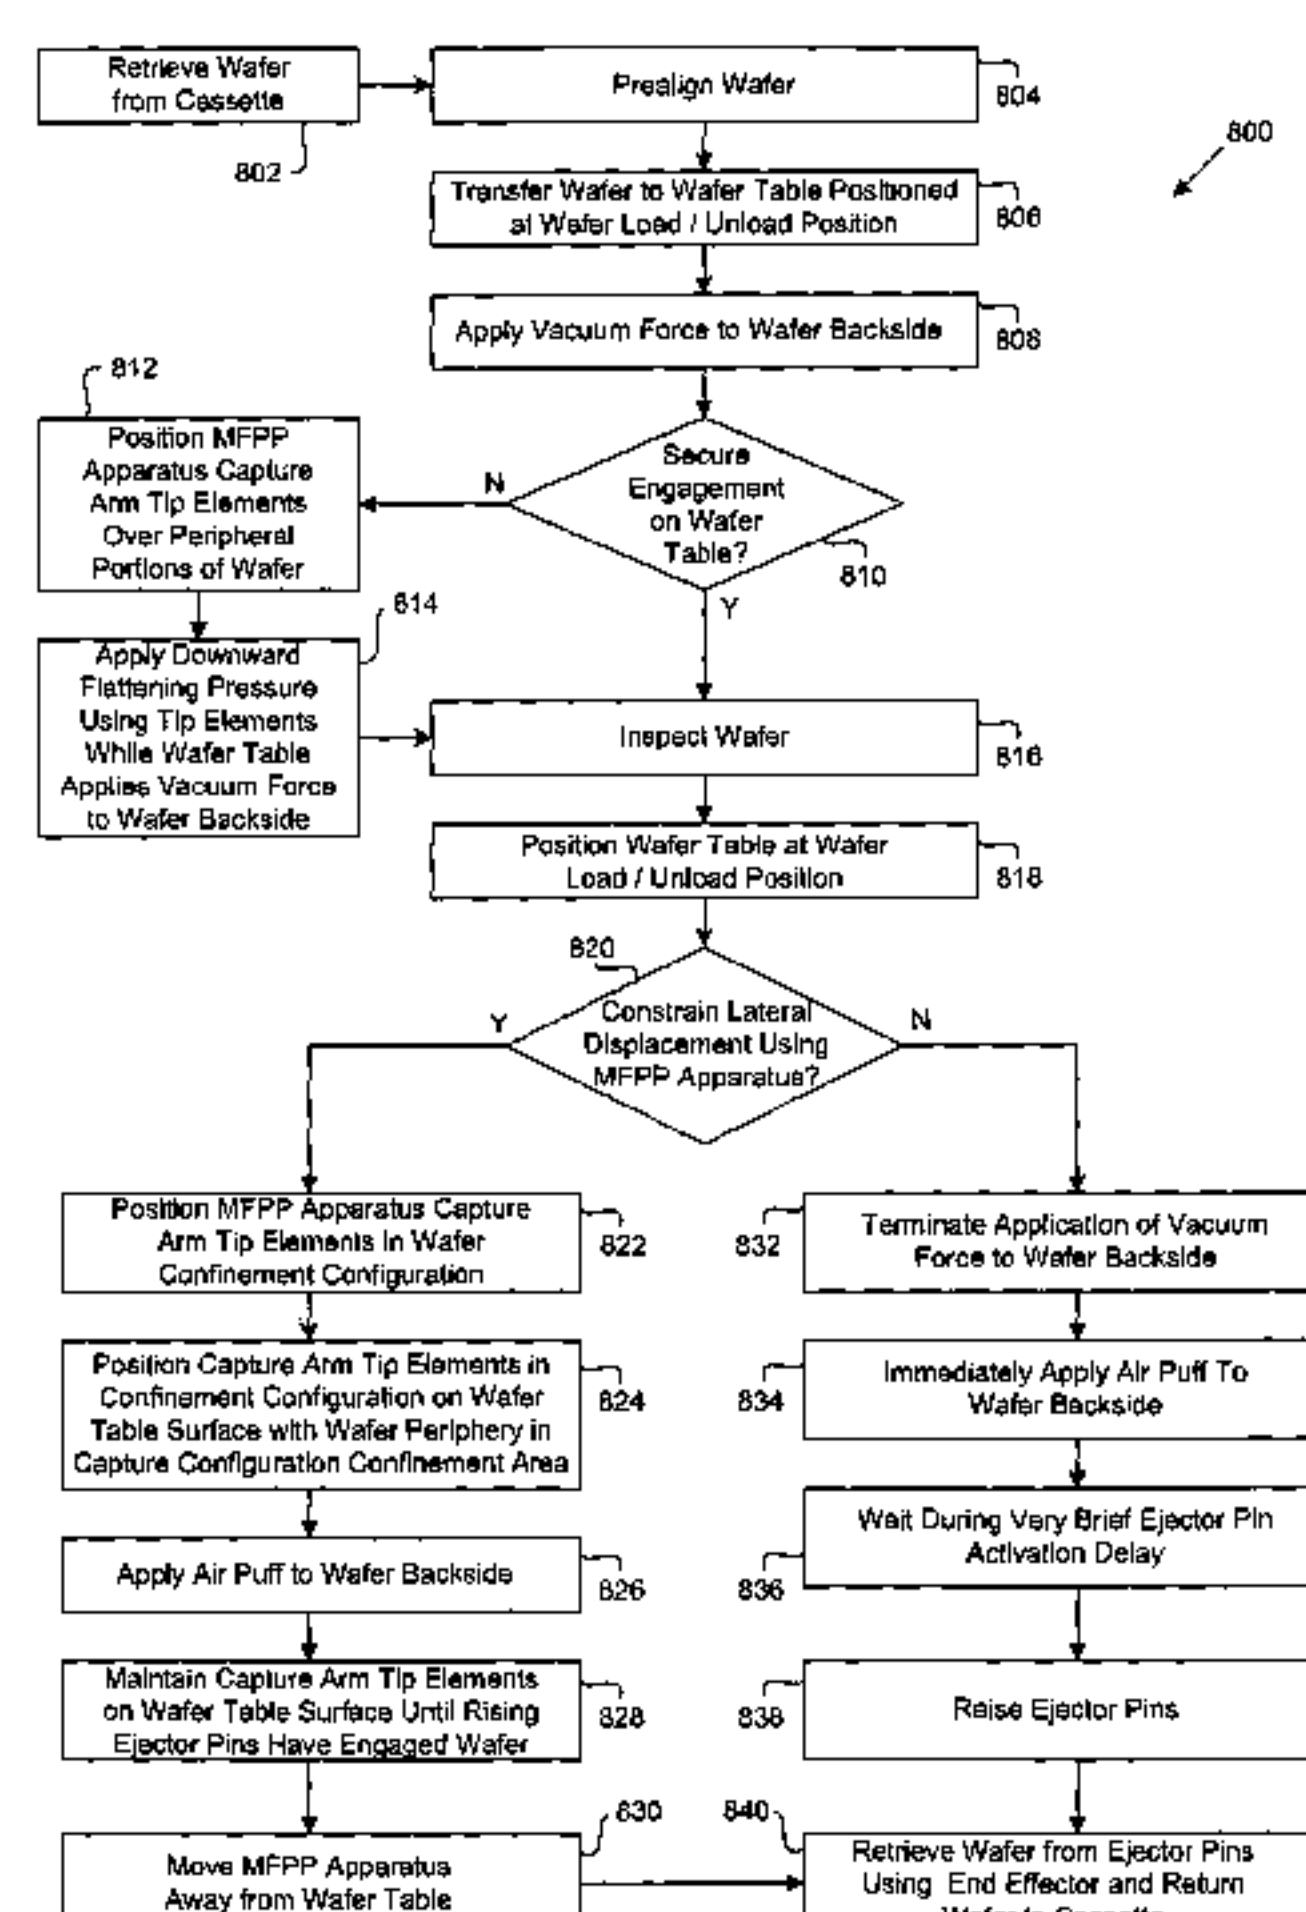 Retrieve Wafer
from Cassette
802
Prealign Wafer
804
800
Transfer Wafer to Wafer Table Positioned
at Wafer Load / Unload Position
806
Apply Vacuum Force to Wafer Backside
808
812
Position MFPP
Apparatus Capture
Arm Tip Elements
Over Peripheral
Portions of Wafer
N
Secure
Engagement
on Wafer
Table?
810
Y
814
Apply Downward
Flattening Pressure
Using Tip Elements
While Wafer Table
Applies Vacuum Force
to Wafer Backside
Inspect Wafer
816
Position Wafer Table at Wafer
Load / Unload Position
818
820
Y
Constrain Lateral
Displacement Using
MFPP Apparatus?
N
Position MFPP Apparatus Capture
Arm Tip Elements in Wafer
Confinement Configuration
822
832
Terminate Application of Vacuum
Force to Wafer Backside
Position Capture Arm Tip Elements in
Confinement Configuration on Wafer
Table Surface with Wafer Periphery in
Capture Configuration Confinement Area
824
834
Immediately Apply Air Puff To
Wafer Backside
Apply Air Puff to Wafer Backside
826
836
Wait During Very Brief Ejector Pin
Activation Delay
Maintain Capture Arm Tip Elements
on Wafer Table Surface Until Rising
Ejector Pins Have Engaged Wafer
828
838
Raise Ejector Pins
830
Move MFPP Apparatus
Away from Wafer Table
840
Retrieve Wafer from Ejector Pins
Using End Effector and Return